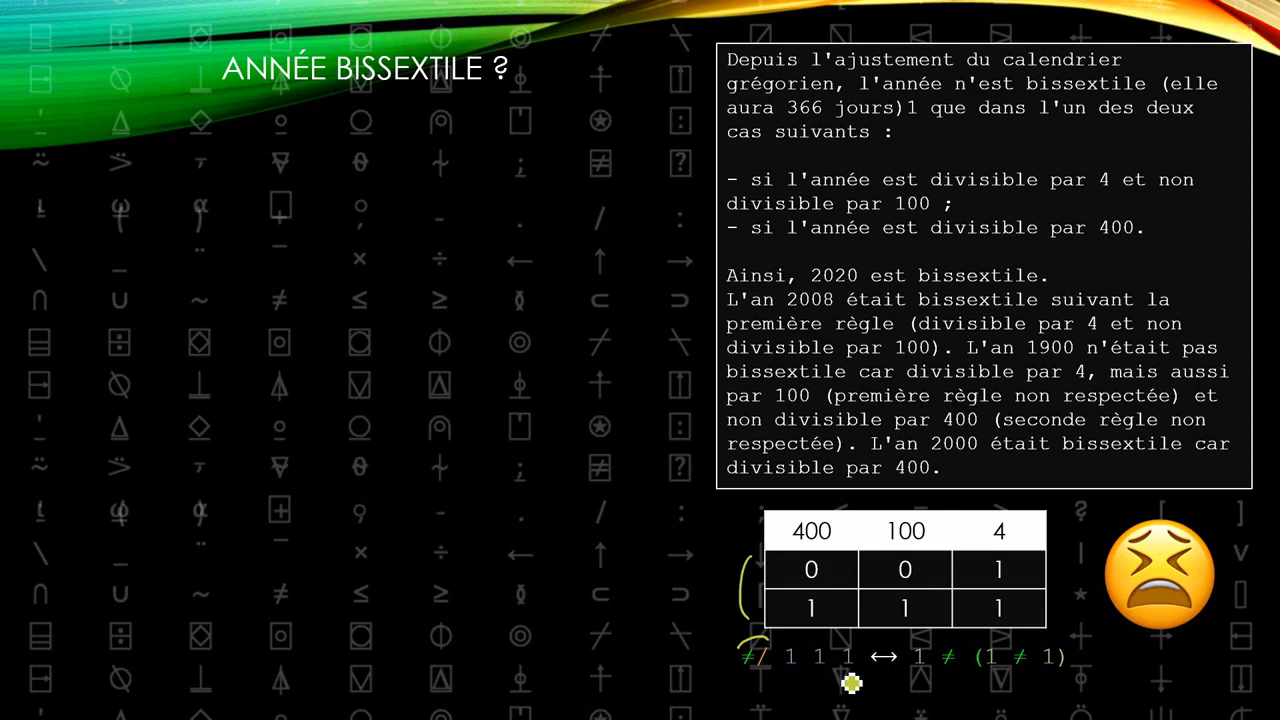 ANNÉE BISSEXTILE ?
Depuis l'ajustement du calendrier
grégorien, l'année n'est bissextile (elle
aura 366 jours)1 que dans l'un des deux
cas suivants :
- si l'année est divisible par 4 et non
divisible par 100 ;
- si l'année est divisible par 400.
Ainsi, 2020 est bissextile.
L'an 2008 était bissextile suivant la
première règle (divisible par 4 et non
divisible par 100). L'an 1900 n'était pas
bissextile car divisible par 4, mais aussi
par 100 (première règle non respectée) et
non divisible par 400 (seconde règle non
respectée). L'an 2000 était bissextile car
divisible par 400.
400 100 4
0 0 1
1 1 1
≠/ 1 1 1 ↔ 1 ≠ (1 ≠ 1)